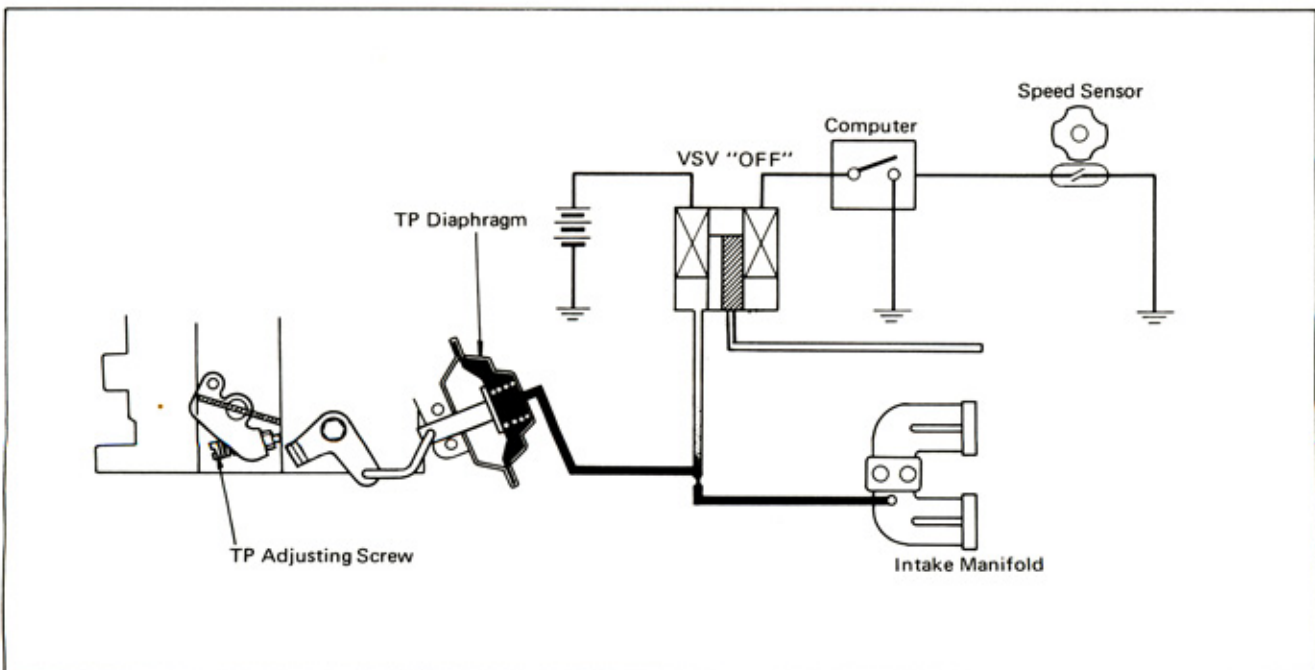 Speed Sensor
Computer
VSV "OFF"
TP Diaphragm
TP Adjusting Screw
Intake Manifold